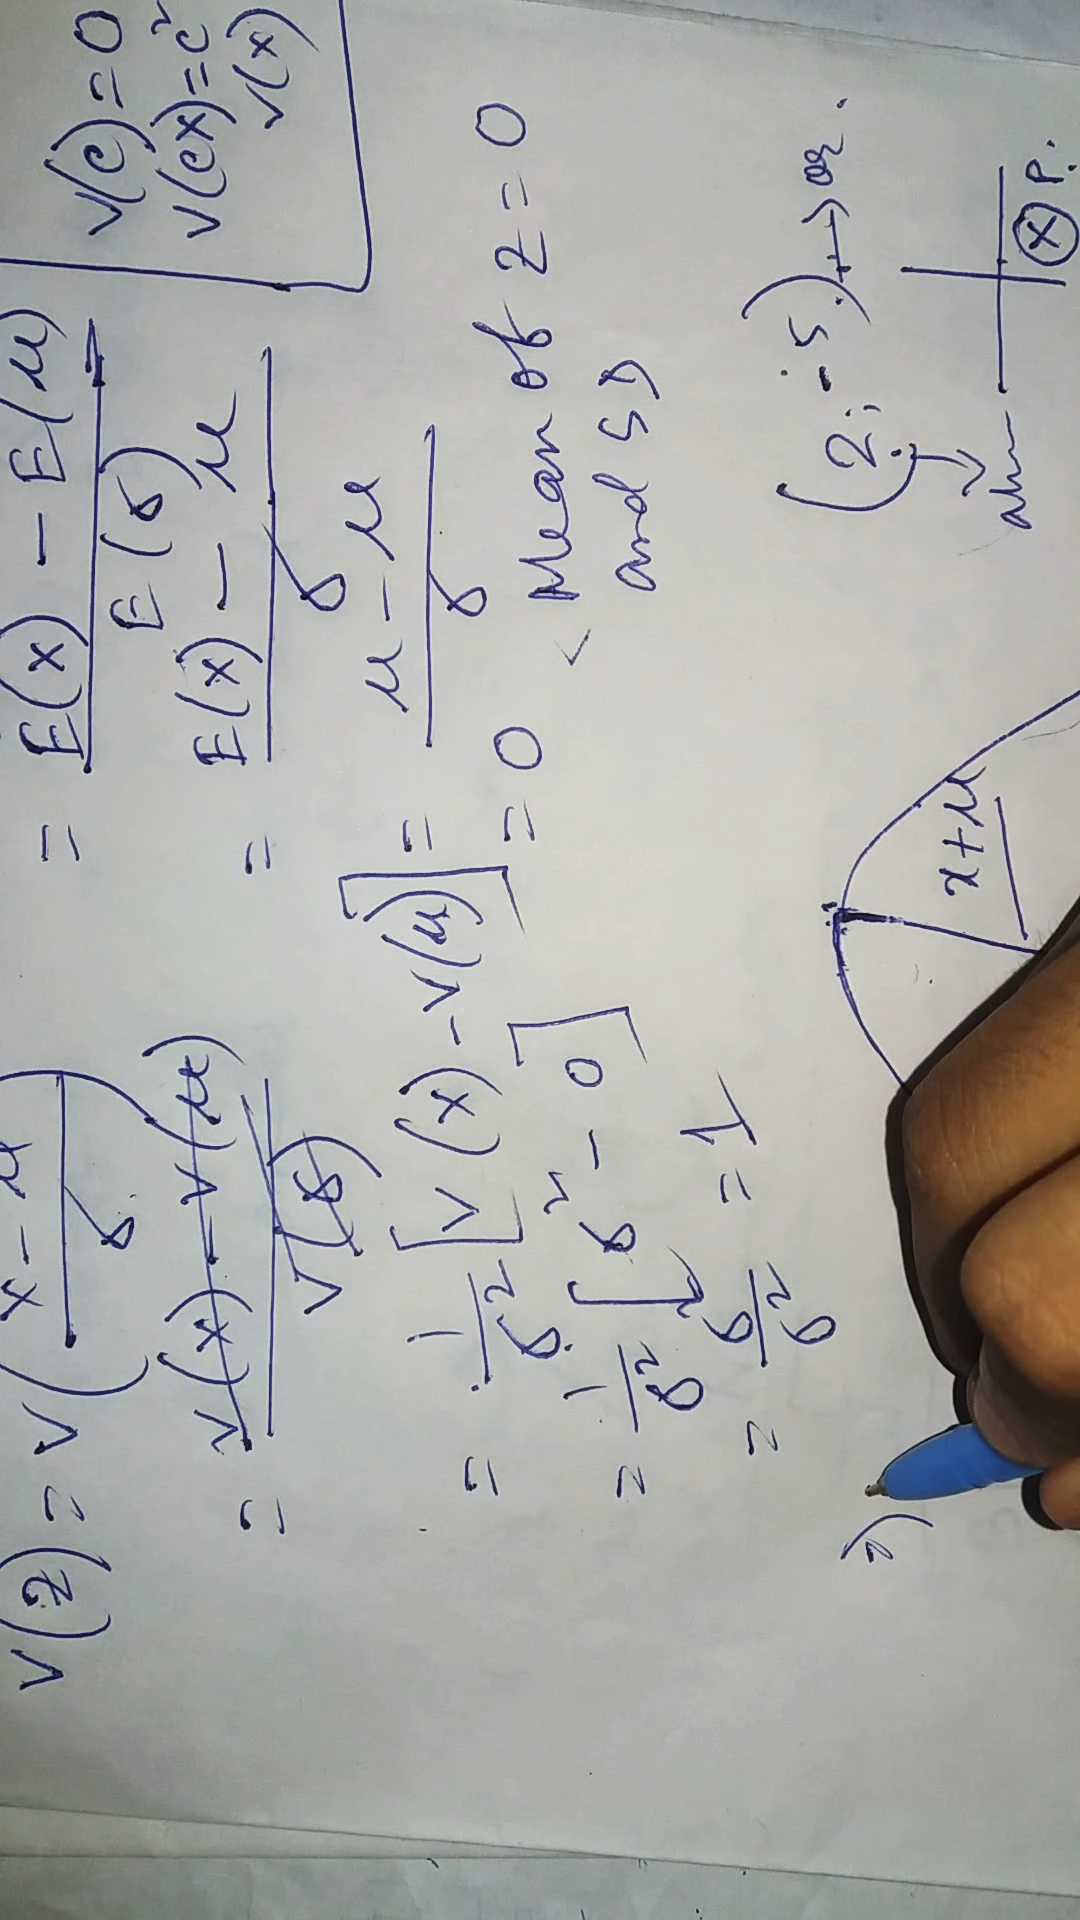 = E(x) - E(μ)
E(σ)
= E(x) - μ
σ
= μ - μ
σ
= 0
< Mean of z = 0
and SD
V(c) = 0
V(cx) = c²
V(x)
V(z) = V(x - μ
σ)
= V(x) - V(μ)
V(σ)
= 1
σ² [V(x) - V(μ)]
= 1
σ² [σ² - 0]
= σ²
σ² = 1
(2, -5) → or.
x P.
x + μ